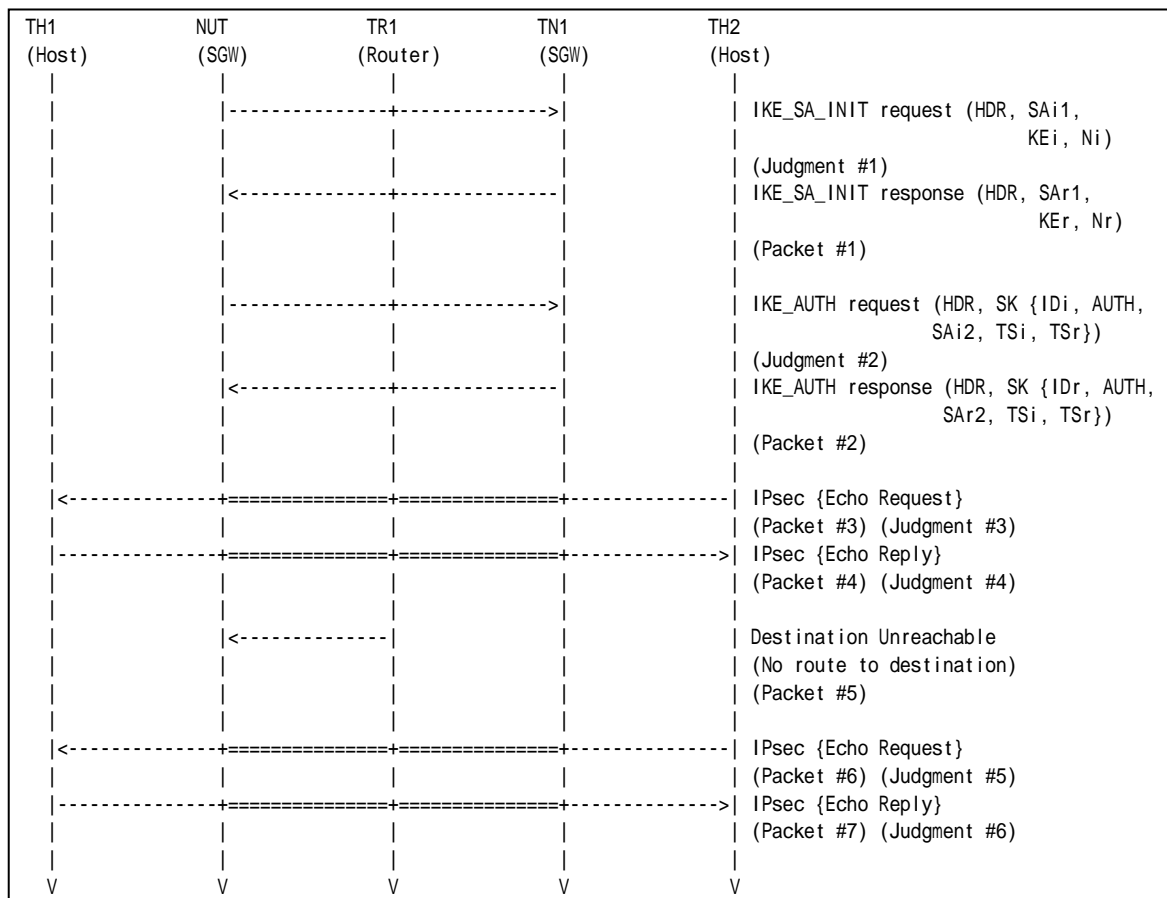 TH1 NUT TR1 TN1 TH2
(Host) (SGW) (Router) (SGW) (Host)
IKE_SA_INIT request (HDR, SAi1,
KEi, Ni)
(Judgment #1)
IKE_SA_INIT response (HDR, SAr1,
KEr, Nr)
(Packet #1)
IKE_AUTH request (HDR, SK {IDi, AUTH,
SAi2, TSi, TSr})
(Judgment #2)
IKE_AUTH response (HDR, SK {IDr, AUTH,
SAr2, TSi, TSr})
(Packet #2)
IPsec {Echo Request}
(Packet #3) (Judgment #3)
IPsec {Echo Reply}
(Packet #4) (Judgment #4)
Destination Unreachable
(No route to destination)
(Packet #5)
IPsec {Echo Request}
(Packet #6) (Judgment #5)
IPsec {Echo Reply}
(Packet #7) (Judgment #6)
V V V V V